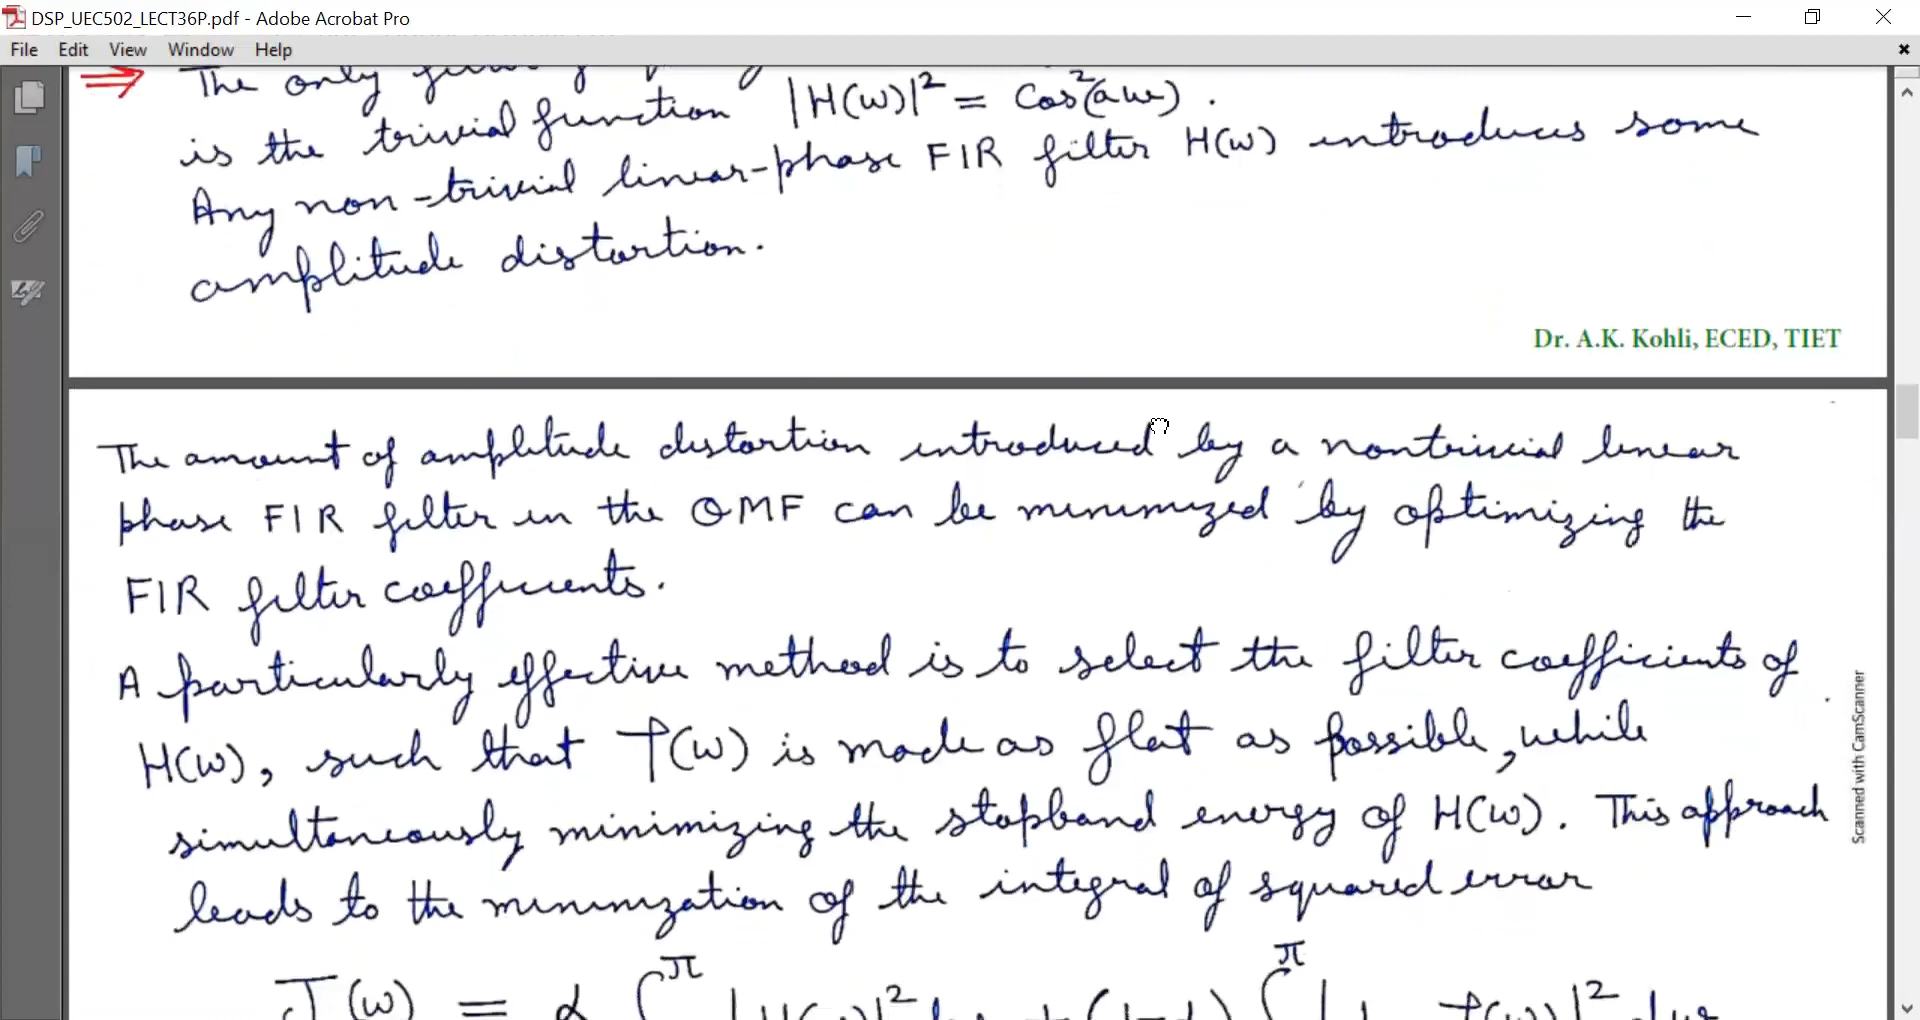 DSP_UEC502_LECT36P.pdf - Adobe Acrobat Pro
File Edit View Window Help
The only
is the trivial function |H(ω)|² = Cos²(aω).
Any non-trivial linear-phase FIR filter H(ω) introduces some
amplitude distortion.
Dr. A.K. Kohli, ECED, TIET
The amount of amplitude distortion introduced by a nontrivial linear
phase FIR filter in the QMF can be minimized by optimizing the
FIR filter coefficients.
A particularly effective method is to select the filter coefficients of
H(ω), such that T(ω) is made as flat as possible, while
simultaneously minimizing the stopband energy of H(ω). This approach
leads to the minimization of the integral of squared error
J(ω) =
Scanned with CamScanner